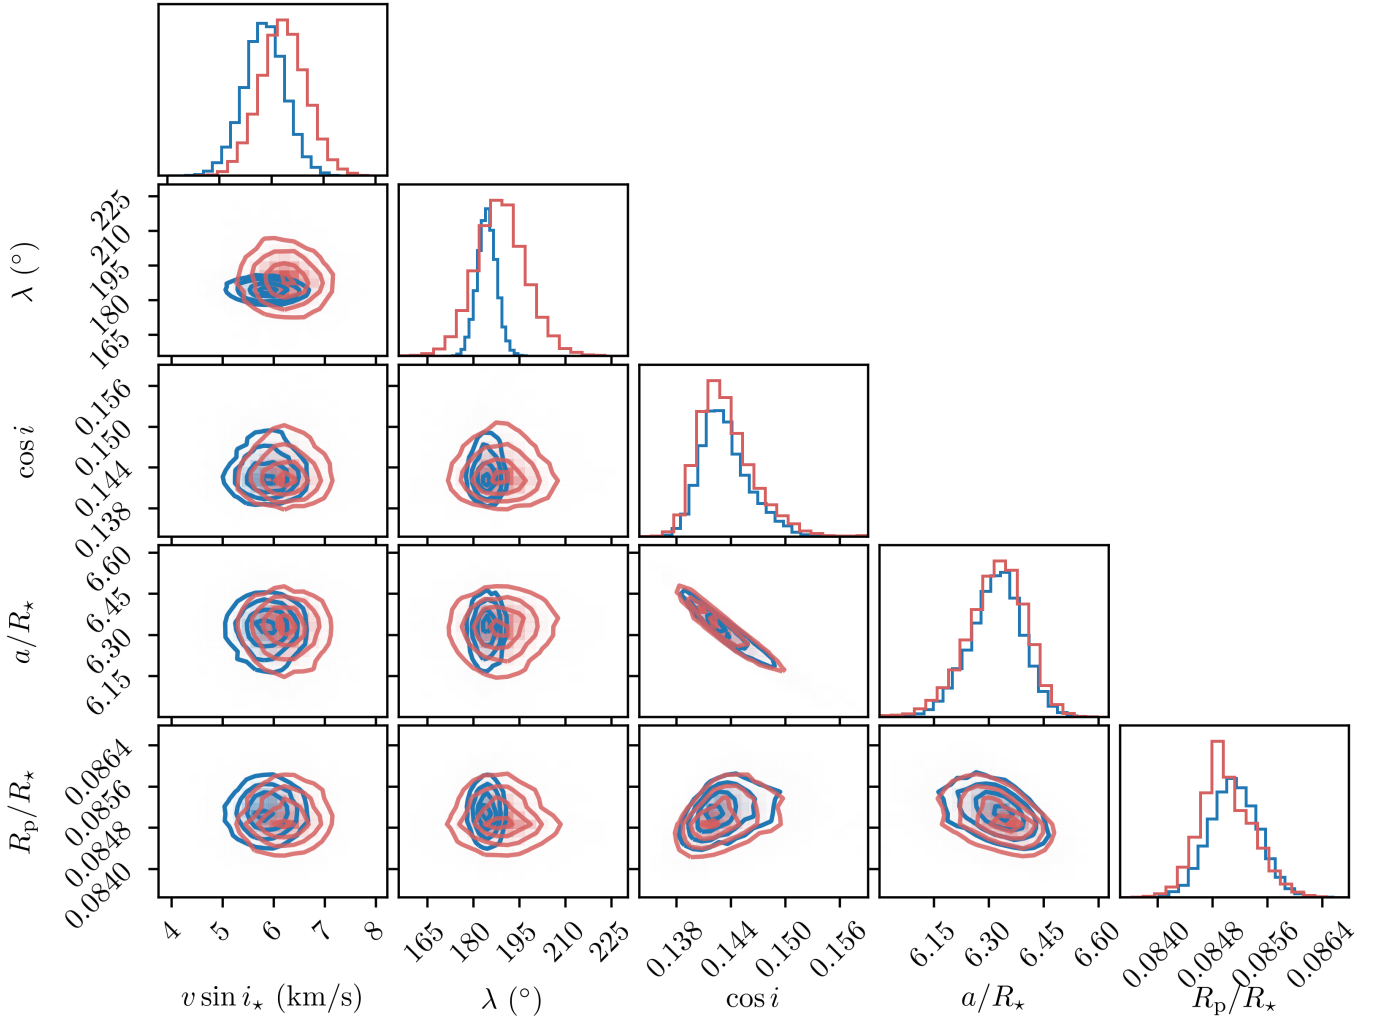 λ (°)
225
210
195
180
165
cos i
0.156
0.150
0.144
0.138
a/R⋆
6.60
6.45
6.30
6.15
Rp/R⋆
0.0864
0.0856
0.0848
0.0840
4 5 6 7 8
165 180 195 210 225
0.138 0.144 0.150 0.156
6.15 6.30 6.45 6.60
0.0840 0.0848 0.0856 0.0864
v sin i⋆ (km/s) λ (°) cos i a/R⋆ Rp/R⋆